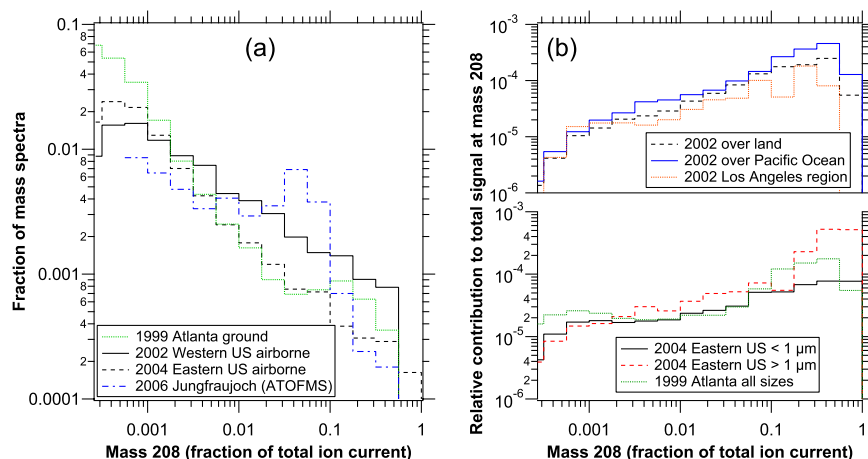 (a)
Fraction of mass spectra
0.1
8
6
4
2
0.01
8
6
4
2
0.001
8
6
4
2
0.0001
1999 Atlanta ground
2002 Western US airborne
2004 Eastern US airborne
2006 Jungfraujoch (ATOFMS)
0.001
0.01
0.1
1
Mass 208 (fraction of total ion current)
(b)
Relative contribution to total signal at mass 208
10-3
10-4
10-5
10-6
2002 over land
2002 over Pacific Ocean
2002 Los Angeles region
10-3
4
2
10-4
4
2
10-5
4
2
10-6
2004 Eastern US < 1 µm
2004 Eastern US > 1 µm
1999 Atlanta all sizes
0.001
0.01
0.1
1
Mass 208 (fraction of total ion current)